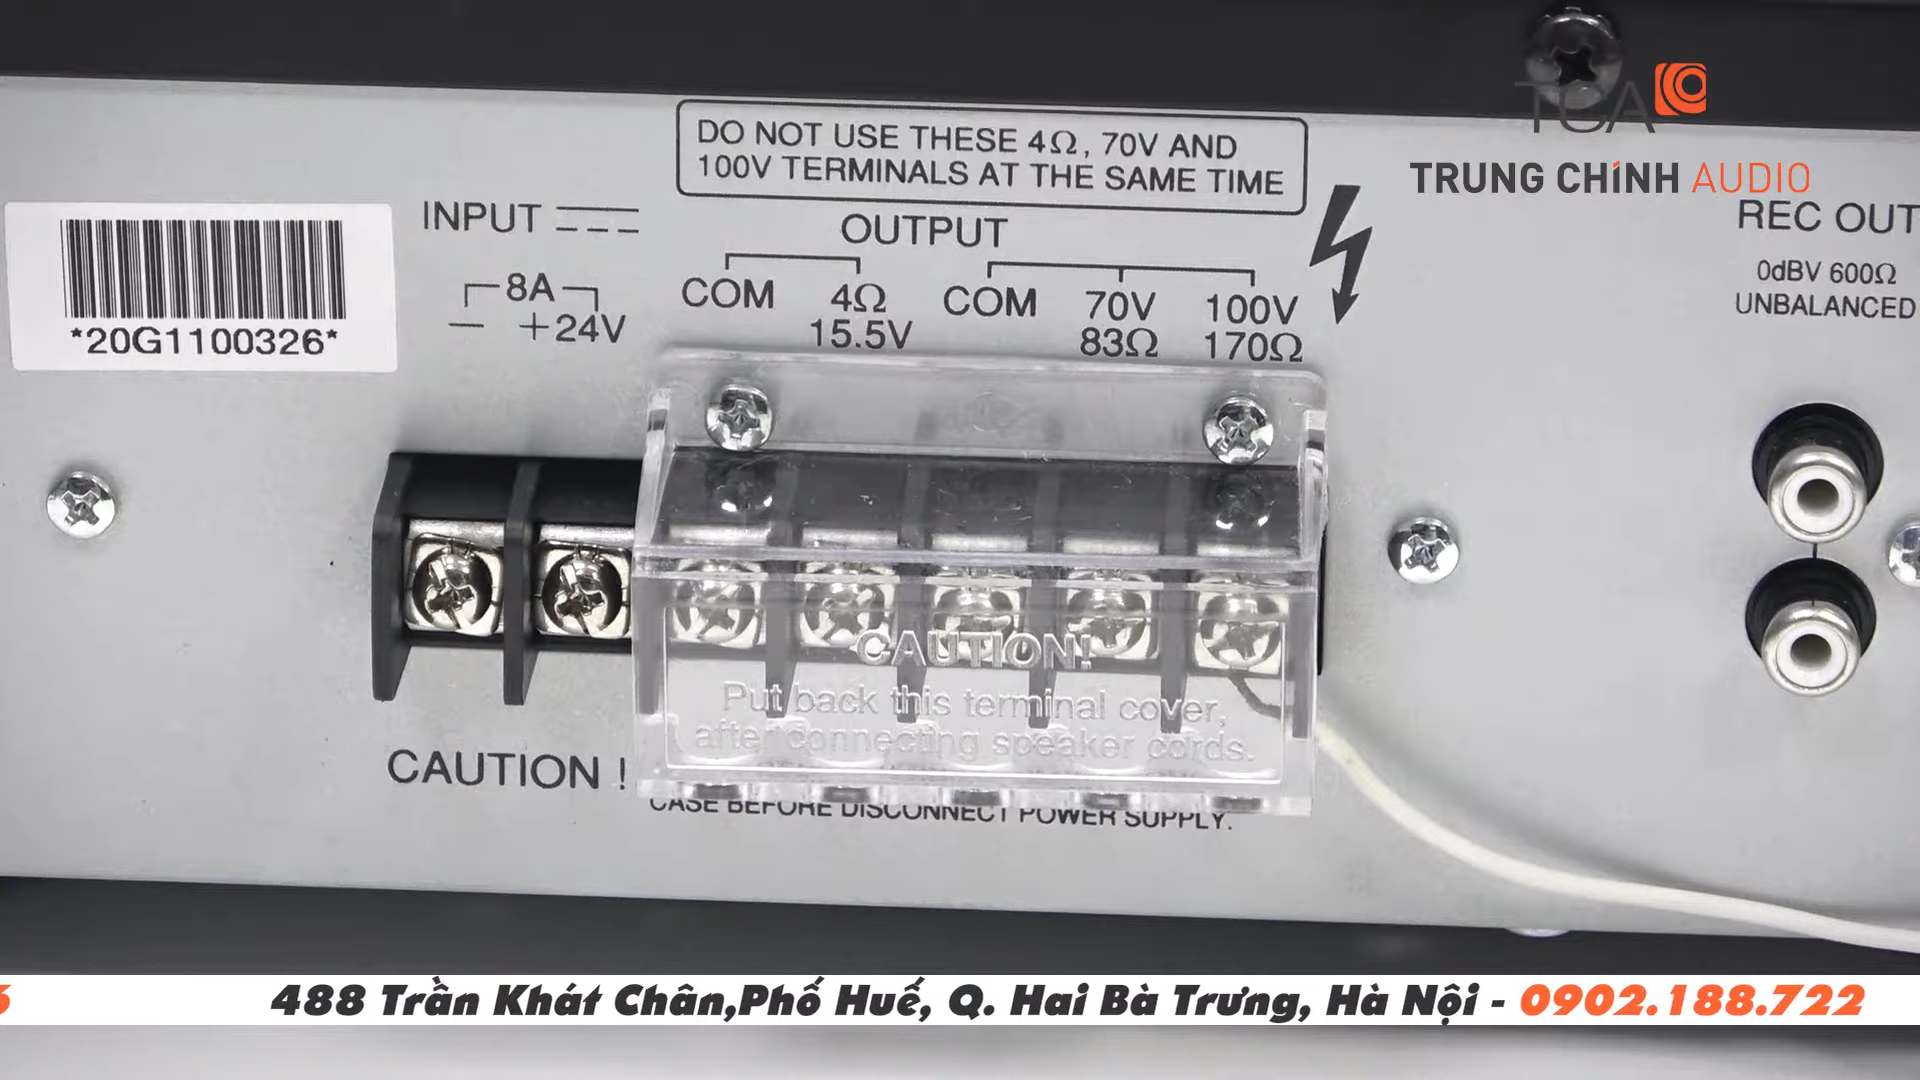 DO NOT USE THESE 4Ω, 70V AND
100V TERMINALS AT THE SAME TIME
TCA
TRUNG CHÍNH AUDIO
INPUT
OUTPUT
REC OUT
0dBV 600Ω
UNBALANCED
8A
- +24V
COM 4Ω COM 70V 100V
15.5V 83Ω 170Ω
*20G1100326*
CAUTION!
Put back this terminal cover,
after connecting speaker cords.
CAUTION !
CASE BEFORE DISCONNECT POWER SUPPLY.
488 Trần Khát Chân,Phố Huế, Q. Hai Bà Trưng, Hà Nội - 0902.188.722